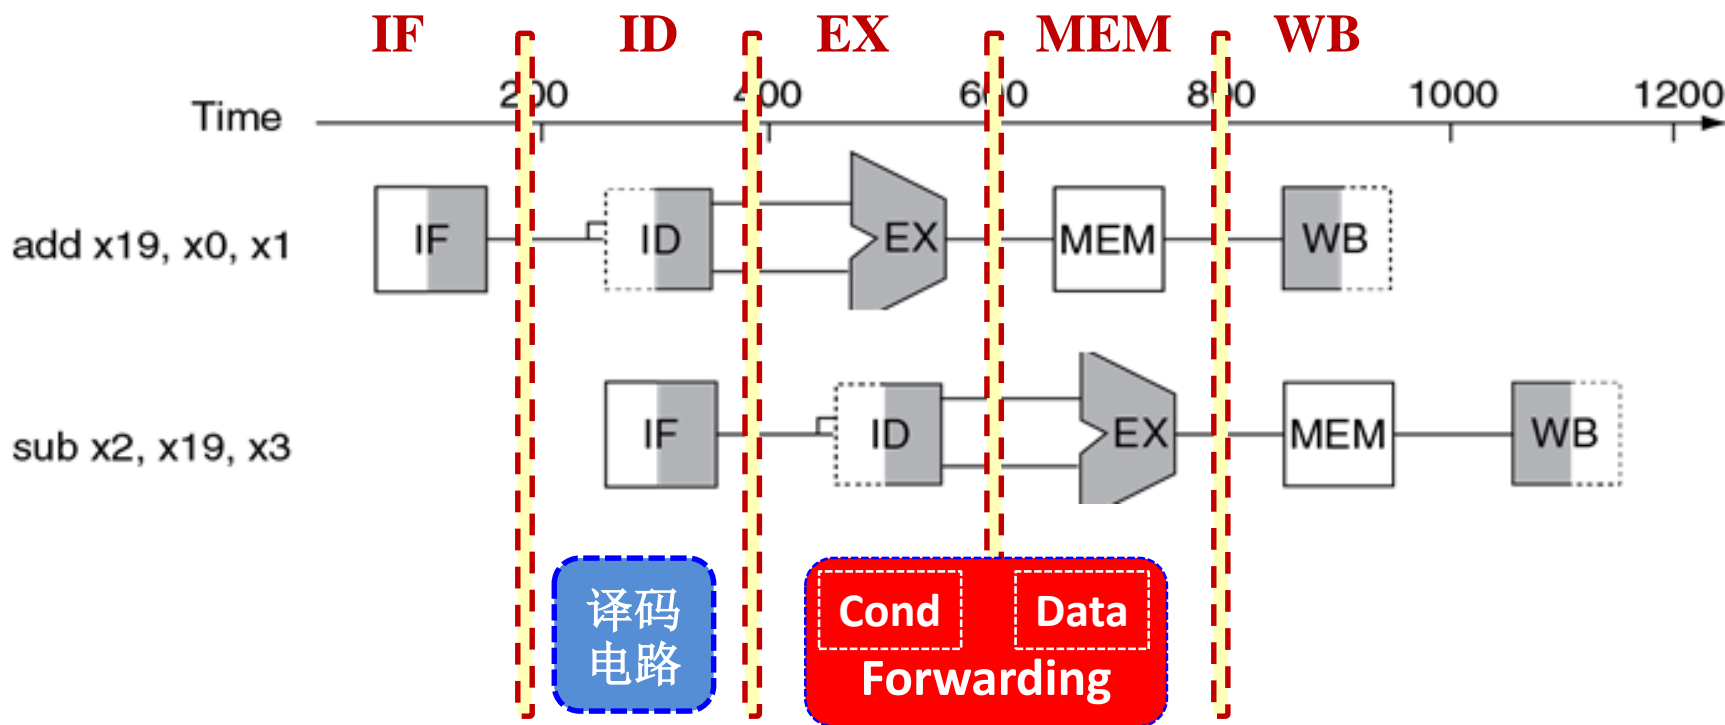 IF ID EX MEM WB
Time 200 400 600 800 1000 1200
add x19, x0, x1 IF ID EX MEM WB
sub x2, x19, x3 IF ID EX MEM WB
译码
电路
Cond Data
Forwarding